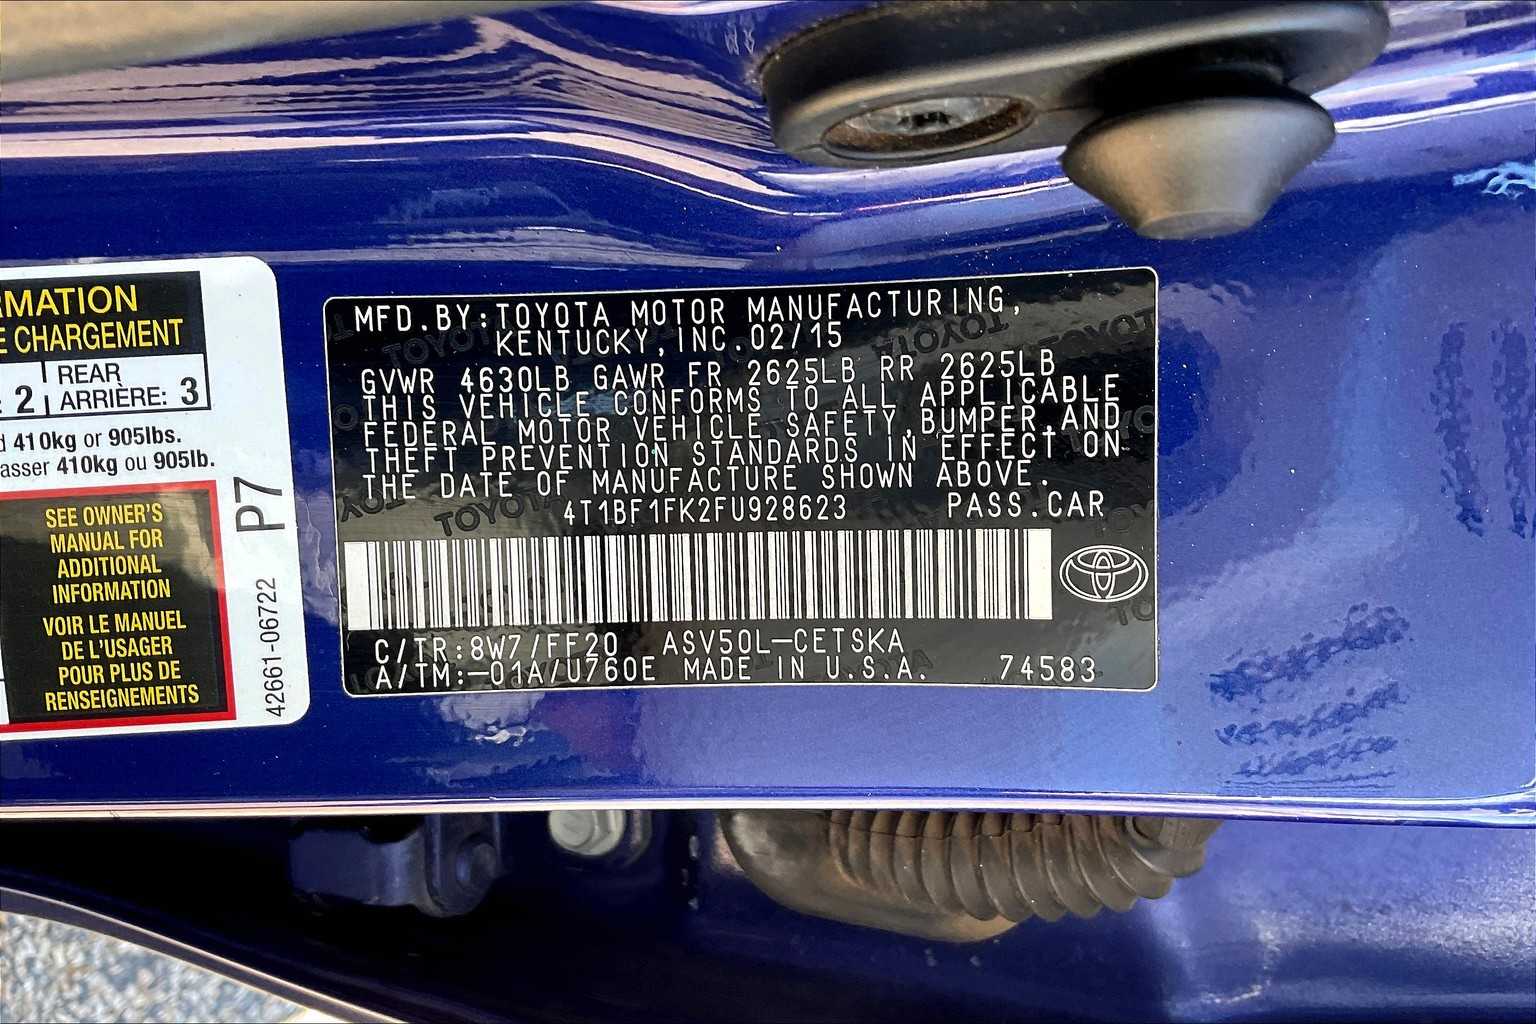 RMATION
E CHARGEMENT
: 2 REAR
ARRIÈRE: 3
410kg or 905lbs.
asser 410kg ou 905lb.
SEE OWNER'S
MANUAL FOR
ADDITIONAL
INFORMATION
VOIR LE MANUEL
DE L'USAGER
POUR PLUS DE
RENSEIGNEMENTS
P7
42661-06722
MFD.BY:TOYOTA MOTOR MANUFACTURING,
KENTUCKY,INC.02/15
GVWR 4630LB GAWR FR 2625LB RR 2625LB
THIS VEHICLE CONFORMS TO ALL APPLICABLE
FEDERAL MOTOR VEHICLE SAFETY,BUMPER,AND
THEFT PREVENTION STANDARDS IN EFFECT ON
THE DATE OF MANUFACTURE SHOWN ABOVE.
4T1BF1FK2FU928623 PASS.CAR
C/TR:8W7/FF20 ASV50L-CETSKA
A/TM:-01A/U760E MADE IN U.S.A. 74583